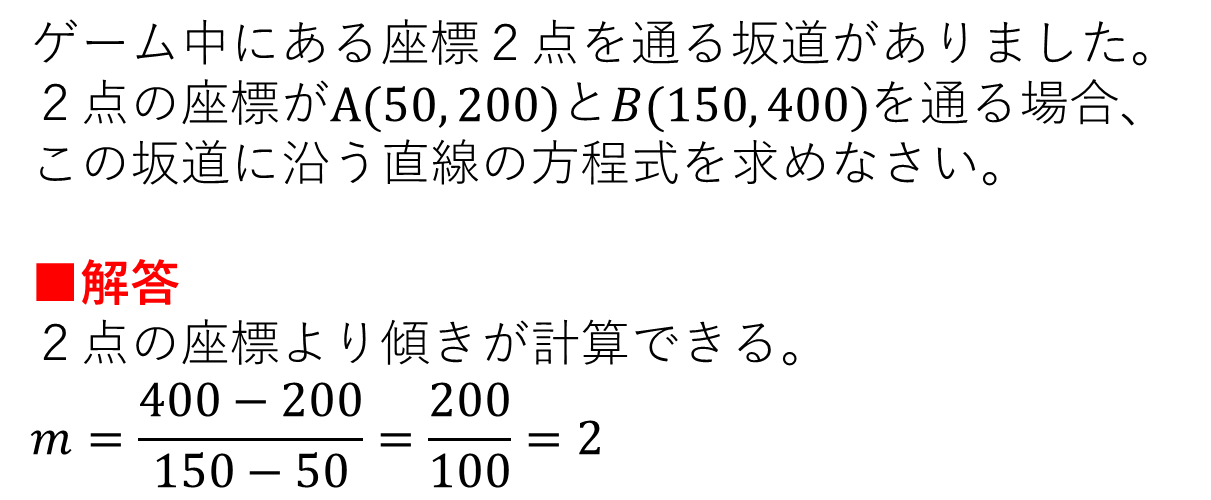 ゲーム中にある座標２点を通る坂道がありました。
２点の座標がA(50, 200)とB(150, 400)を通る場合、
この坂道に沿う直線の方程式を求めなさい。
■解答
２点の座標より傾きが計算できる。
m = (400 − 200)/(150 − 50) = 200/100 = 2